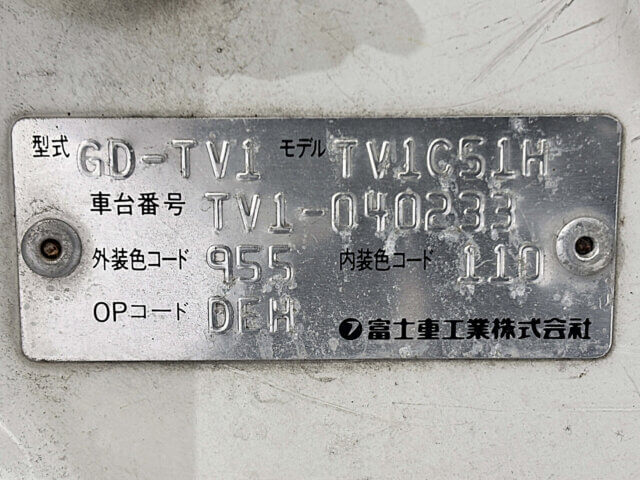 型式 GD-TV1 モデル TV1C51H
車台番号 TV1-040233
外装色コード 955 内装色コード 110
OPコード DEH 富士重工業株式会社